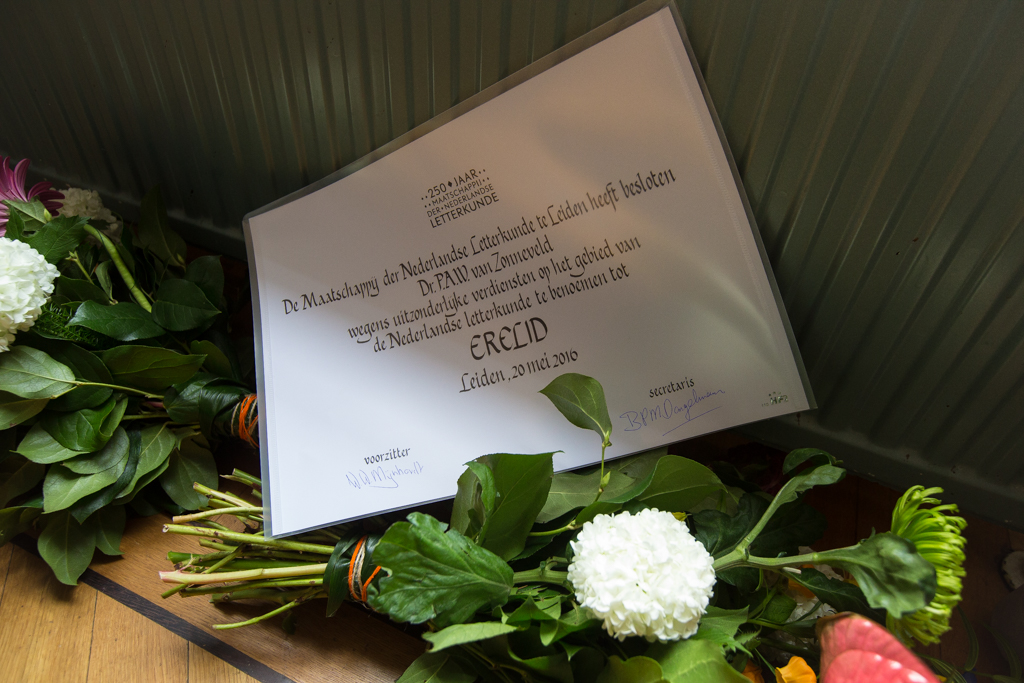 250 JAAR
MAATSCHAPPIJ
DER NEDERLANDSE
LETTERKUNDE
De Maatschappij der Nederlandse Letterkunde te Leiden heeft besloten
Dr. P.A.W. van Zonneveld
wegens uitzonderlijke verdiensten op het gebied van
de Nederlandse letterkunde te benoemen tot
ERELID
Leiden, 20 mei 2016
secretaris
voorzitter